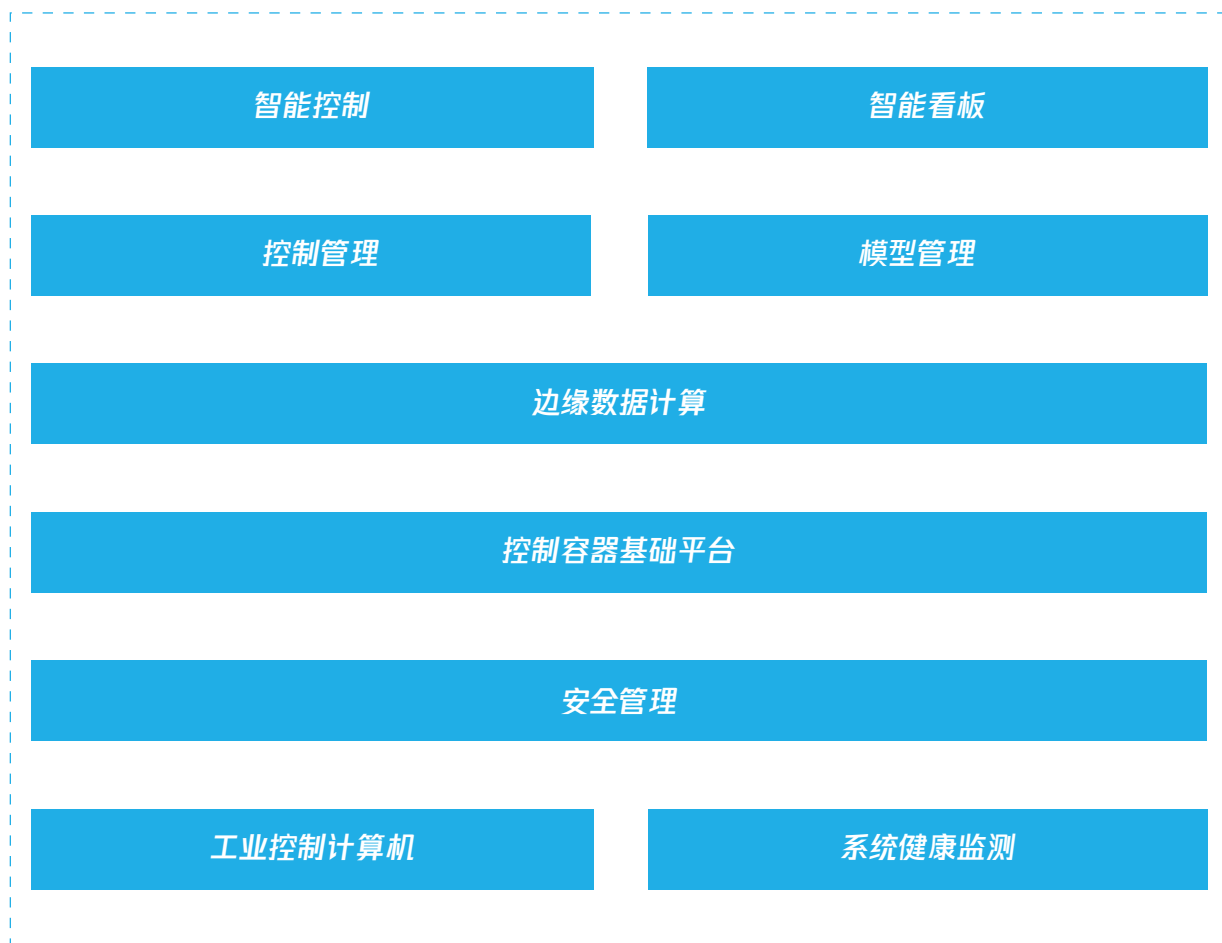 智能控制
智能看板
控制管理
模型管理
边缘数据计算
控制容器基础平台
安全管理
工业控制计算机
系统健康监测